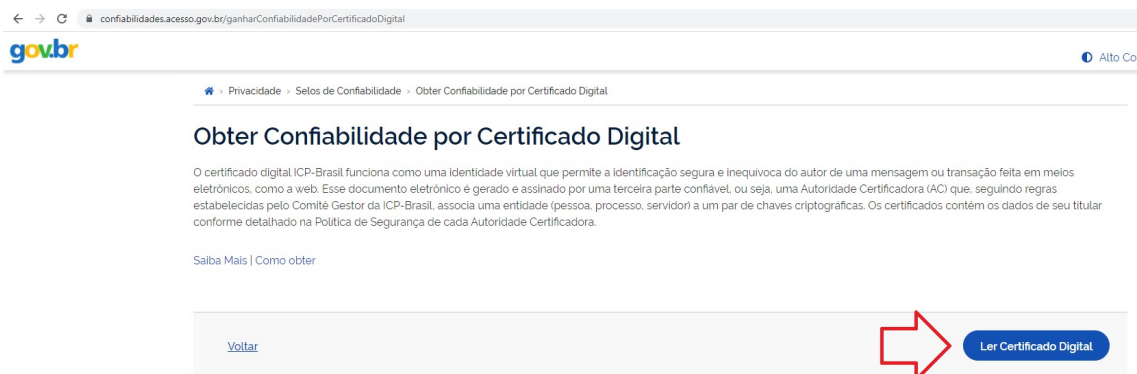 confiabilidades.acesso.gov.br/ganharConfiabilidadePorCertificadoDigital
gov.br
Alto Co
Privacidade > Selos de Confiabilidade > Obter Confiabilidade por Certificado Digital
Obter Confiabilidade por Certificado Digital
O certificado digital ICP-Brasil funciona como uma identidade virtual que permite a identificação segura e inequívoca do autor de uma mensagem ou transação feita em meios
eletrônicos, como a web. Esse documento eletrônico é gerado e assinado por uma terceira parte confiável, ou seja, uma Autoridade Certificadora (AC) que, seguindo regras
estabelecidas pelo Comitê Gestor da ICP-Brasil, associa uma entidade (pessoa, processo, servidor) a um par de chaves criptográficas. Os certificados contém os dados de seu titular
conforme detalhado na Política de Segurança de cada Autoridade Certificadora.
Saiba Mais | Como obter
Voltar
Ler Certificado Digital